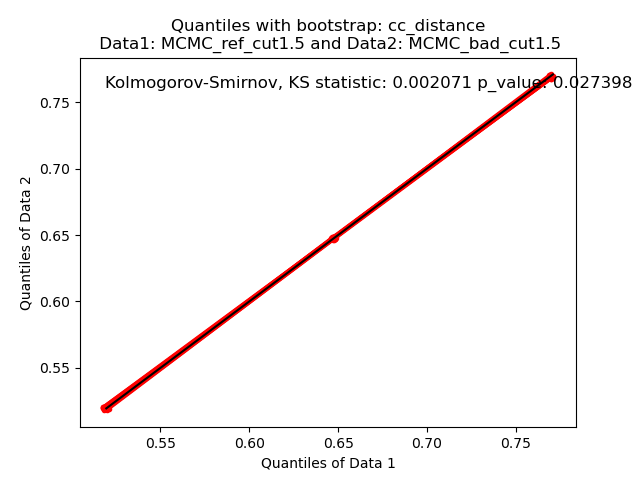 Quantiles with bootstrap: cc_distance
Data1: MCMC_ref_cut1.5 and Data2: MCMC_bad_cut1.5
Kolmogorov-Smirnov, KS statistic: 0.002071 p_value: 0.027398
0.75
0.70
0.65
0.60
0.55
Quantiles of Data 2
0.55 0.60 0.65 0.70 0.75
Quantiles of Data 1